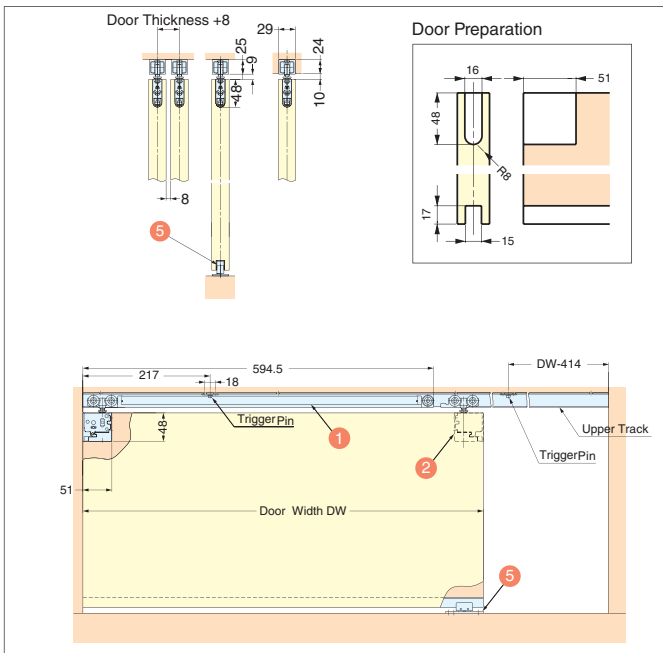 Door Thickness +8
29
25
9
48
24
10
8
5
Door Preparation
16
51
48
R8
17
15
594.5
217
18
DW-414
TriggerPin
1
Upper Track
48
2
TriggerPin
51
Door Width DW
5